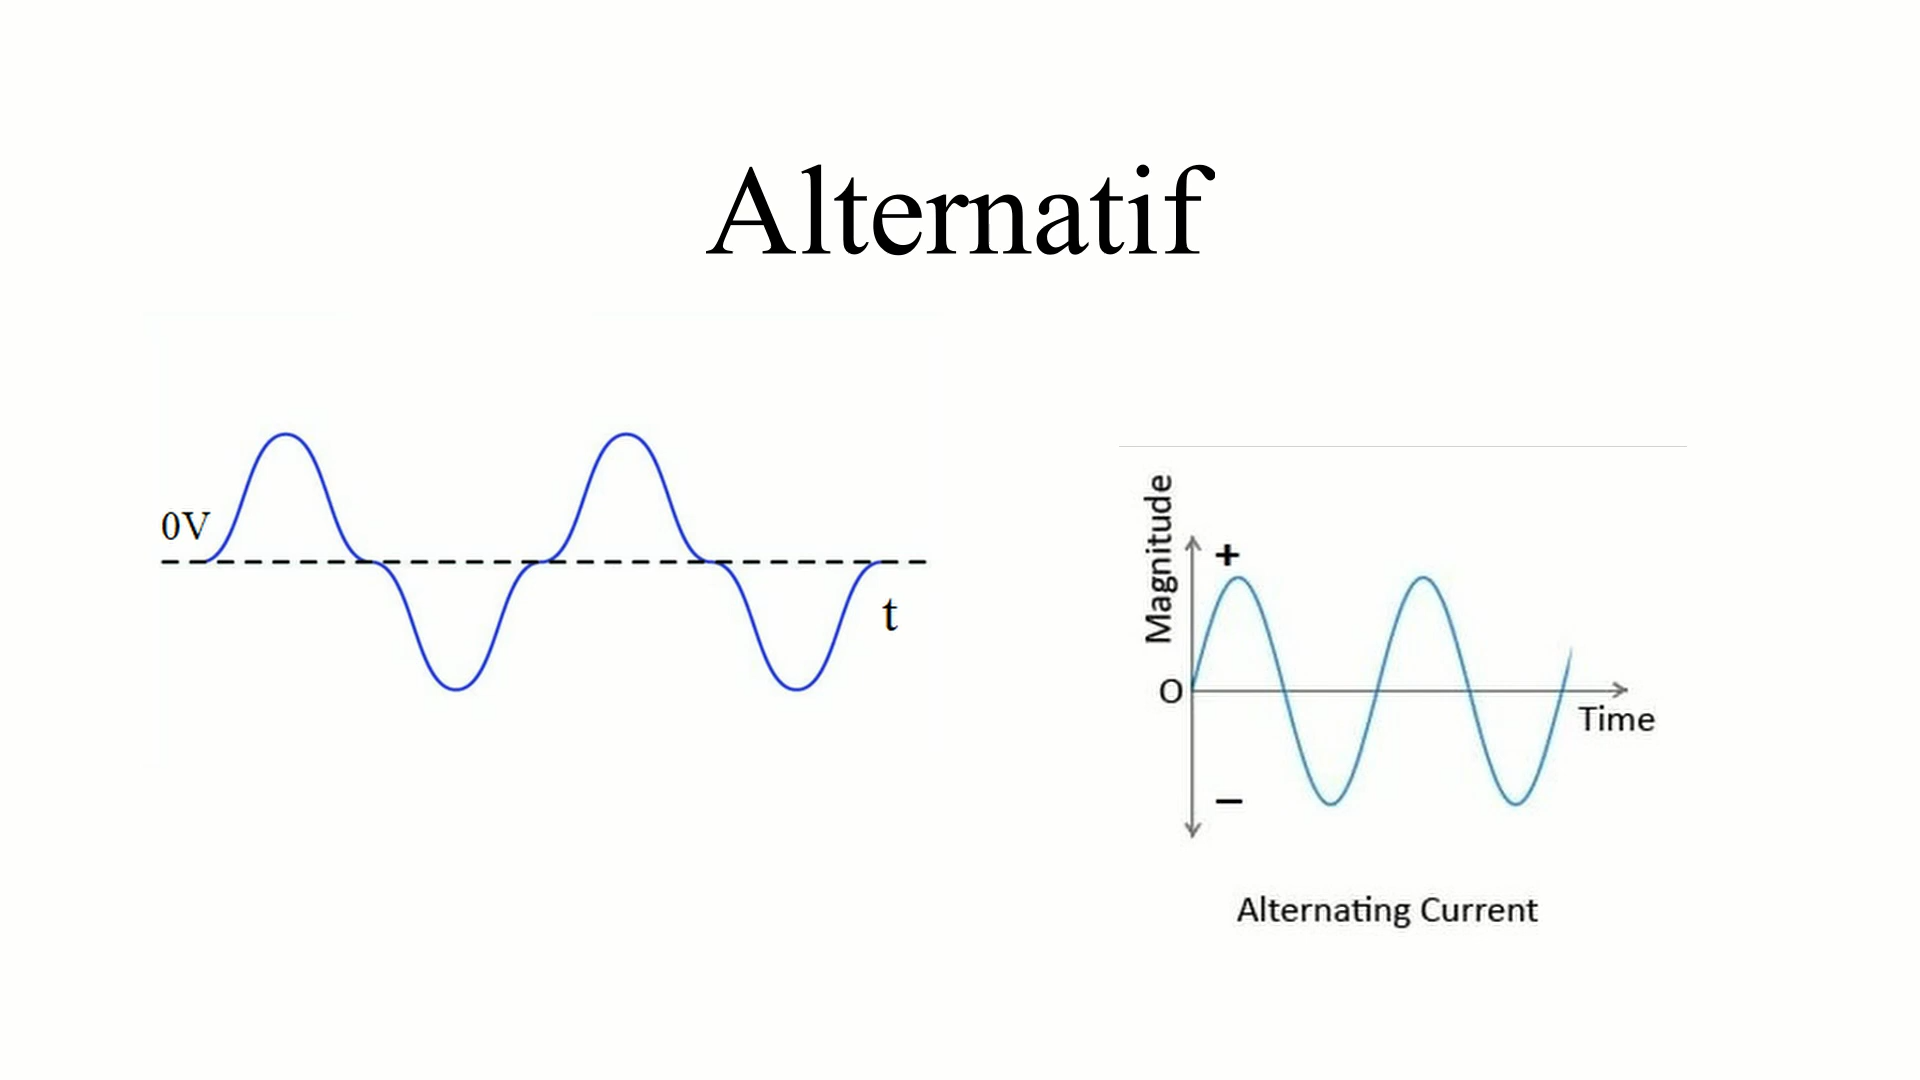 Alternatif
0V
t
Magnitude
+
O
Time
−
Alternating Current